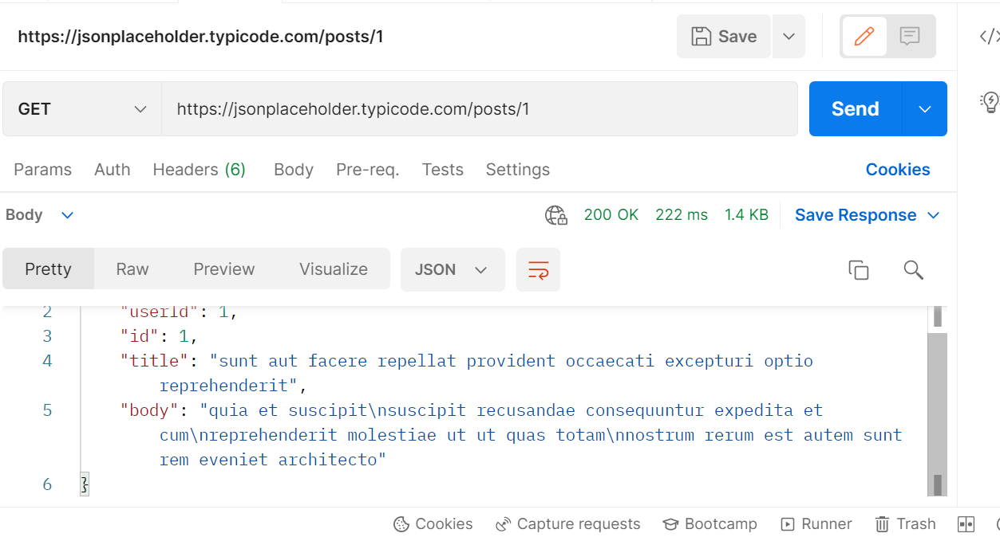 https://jsonplaceholder.typicode.com/posts/1 Save
GET https://jsonplaceholder.typicode.com/posts/1 Send
Params Auth Headers (6) Body Pre-req. Tests Settings Cookies
Body 200 OK 222 ms 1.4 KB Save Response
Pretty Raw Preview Visualize JSON
2 "userId": 1,
3 "id": 1,
4 "title": "sunt aut facere repellat provident occaecati excepturi optio
reprehenderit",
5 "body": "quia et suscipit\nsuscipit recusandae consequuntur expedita et
cum\nreprehenderit molestiae ut ut quas totam\nnostrum rerum est autem sunt
rem eveniet architecto"
6 }
Cookies Capture requests Bootcamp Runner Trash